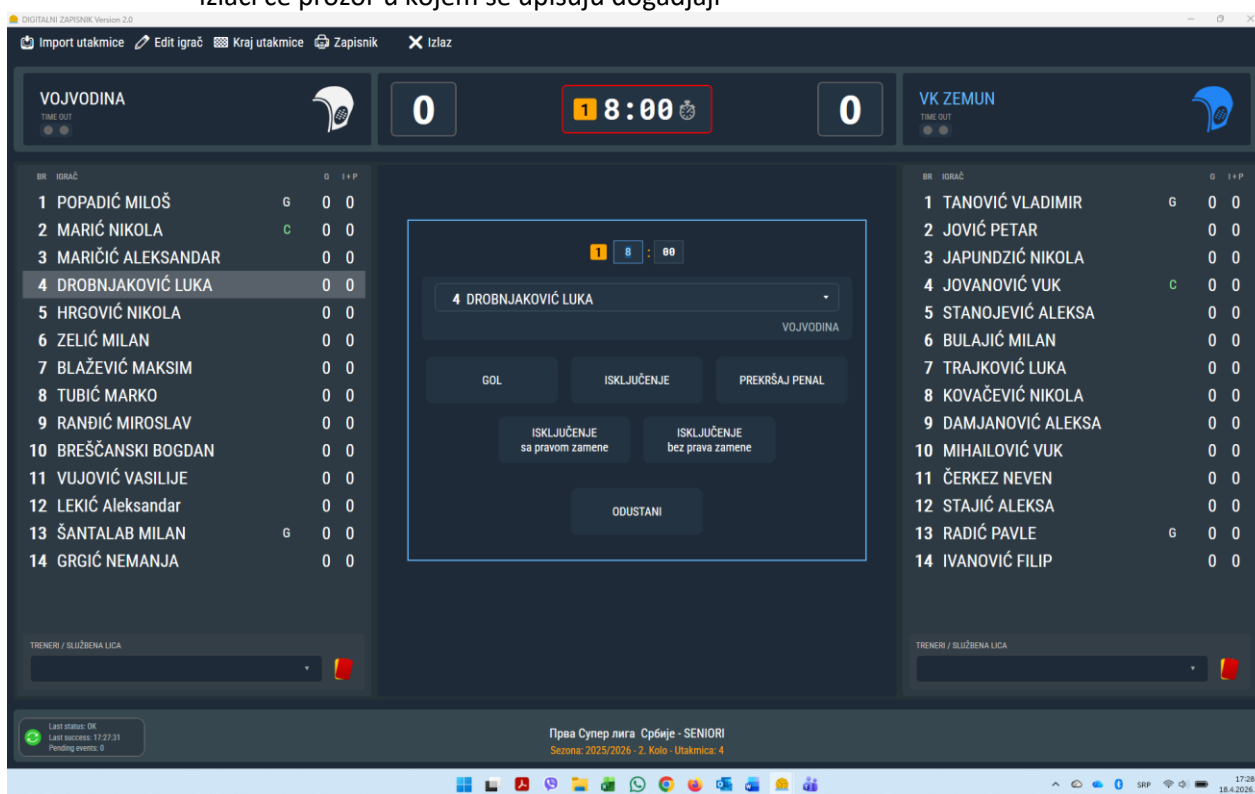 izlaći će prozor u kojem se upisuju događjaji
DIGITALNI ZAPISNIK Version 2.0
Import utakmice Edit igrač Kraj utakmice Zapisnik Izlaz
VOJVODINA
TIME OUT
0
1 8:00
0
VK ZEMUN
TIME OUT
BR IGRAČ G I+P
1 POPADIĆ MILOŠ G 0 0
2 MARIĆ NIKOLA C 0 0
3 MARIČIĆ ALEKSANDAR 0 0
4 DROBNJAKOVIĆ LUKA 0 0
5 HRGOVIĆ NIKOLA 0 0
6 ZELIĆ MILAN 0 0
7 BLAŽEVIĆ MAKSIM 0 0
8 TUBIĆ MARKO 0 0
9 RANĐIĆ MIROSLAV 0 0
10 BREŠČANSKI BOGDAN 0 0
11 VUJOVIĆ VASILIJE 0 0
12 LEKIĆ Aleksandar 0 0
13 ŠANTALAB MILAN G 0 0
14 GRGIĆ NEMANJA 0 0
TRENERI / SLUŽBENA LICA
1 8 : 00
4 DROBNJAKOVIĆ LUKA
VOJVODINA
GOL ISKLJUČENJE PREKRŠAJ PENAL
ISKLJUČENJE
sa pravom zamene
ISKLJUČENJE
bez prava zamene
ODUSTANI
BR IGRAČ G I+P
1 TANOVIĆ VLADIMIR G 0 0
2 JOVIĆ PETAR 0 0
3 JAPUNDZIĆ NIKOLA 0 0
4 JOVANOVIĆ VUK C 0 0
5 STANOJEVIĆ ALEKSA 0 0
6 BULAJIĆ MILAN 0 0
7 TRAJKOVIĆ LUKA 0 0
8 KOVAČEVIĆ NIKOLA 0 0
9 DAMJANOVIĆ ALEKSA 0 0
10 MIHAILOVIĆ VUK 0 0
11 ČERKEZ NEVEN 0 0
12 STAJIĆ ALEKSA 0 0
13 RADIĆ PAVLE G 0 0
14 IVANOVIĆ FILIP 0 0
TRENERI / SLUŽBENA LICA
Last status: OK
Last success: 17:27:31
Pending events: 0
Прва Супер лига Србије - SENIORI
Sezona: 2025/2026 - 2. Kolo - Utakmica: 4
SRP
17:28
18.4.2026.